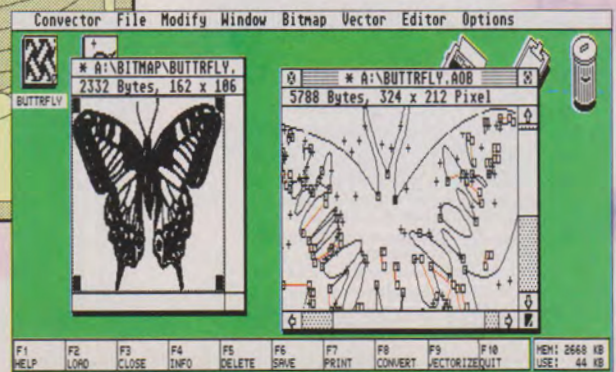 Convector File Modify Window Bitmap Vector Editor Options
BUTTRFLY
* A:\BITMAP\BUTTRFLY.
2332 Bytes, 162 x 106
* A:\BUTTRFLY.AOB
5788 Bytes, 324 x 212 Pixel
F1 F2 F3 F4 F5 F6 F7 F8 F9 F10
HELP LOAD CLOSE INFO DELETE SAVE PRINT CONVERT VECTORIZE QUIT
MEM: 2668 KB
USE: 44 KB